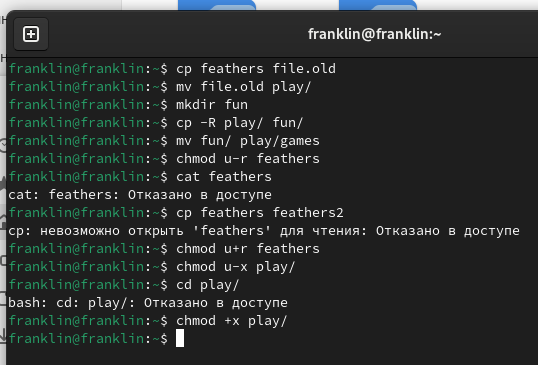 franklin@franklin:~
franklin@franklin:~$ cp feathers file.old
franklin@franklin:~$ mv file.old play/
franklin@franklin:~$ mkdir fun
franklin@franklin:~$ cp -R play/ fun/
franklin@franklin:~$ mv fun/ play/games
franklin@franklin:~$ chmod u-r feathers
franklin@franklin:~$ cat feathers
cat: feathers: Отказано в доступе
franklin@franklin:~$ cp feathers feathers2
cp: невозможно открыть 'feathers' для чтения: Отказано в доступе
franklin@franklin:~$ chmod u+r feathers
franklin@franklin:~$ chmod u-x play/
franklin@franklin:~$ cd play/
bash: cd: play/: Отказано в доступе
franklin@franklin:~$ chmod +x play/
franklin@franklin:~$